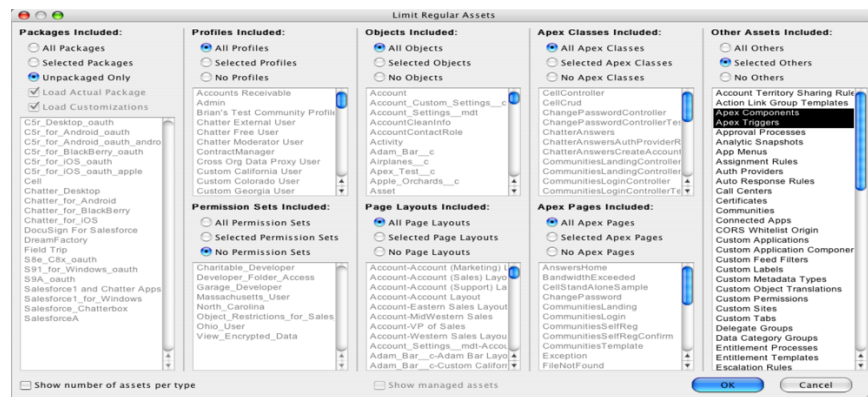 Limit Regular Assets
Packages Included:
All Packages
Selected Packages
Unpackaged Only
Load Actual Package
Load Customizations
C5r_Desktop_oauth
C5r_for_Android_oauth
C5r_for_Android_oauth_andro
C5r_for_BlackBerry_oauth
C5r_for_iOS_oauth
C5r_for_iOS_oauth_apple
Cell
Chatter_Desktop
Chatter_for_Android
Chatter_for_BlackBerry
Chatter_for_iOS
DocuSign For Salesforce
DreamFactory
Field Trip
S8e_C8x_oauth
S91_for_Windows_oauth
S9A_oauth
Salesforce1 and Chatter Apps
Salesforce1_for_Windows
Salesforce_Chatterbox
SalesforceA
Profiles Included:
All Profiles
Selected Profiles
No Profiles
Accounts Receivable
Admin
Brian's Test Community Profile
Chatter External User
Chatter Free User
Chatter Moderator User
ContractManager
Cross Org Data Proxy User
Custom California User
Custom Colorado User
Custom Georgia User
Permission Sets Included:
All Permission Sets
Selected Permission Sets
No Permission Sets
Charitable_Developer
Developer_Folder_Access
Garage_Developer
Massachusetts_User
North_Carolina
Object_Restrictions_for_Sales
Ohio_User
View_Encrypted_Data
Objects Included:
All Objects
Selected Objects
No Objects
Account
Account_Custom_Settings__c
Account_Settings__mdt
AccountCleanInfo
AccountContactRole
Activity
Adam_Bar__c
Airplanes__c
Apex_Test__c
Apple_Orchards__c
Asset
Page Layouts Included:
All Page Layouts
Selected Page Layouts
No Page Layouts
Account-Account (Marketing) L
Account-Account (Sales) Layo
Account-Account (Support) La
Account-Account Layout
Account-Eastern Sales Layout
Account-MidWestern Sales
Account-VP of Sales
Account-Western Sales Layou
Account_Settings__mdt-Accou
Adam_Bar__c-Adam Bar Layo
Adam_Bar__c-Custom Califor
Apex Classes Included:
All Apex Classes
Selected Apex Classes
No Apex Classes
CellController
CellCrud
ChangePasswordController
ChangePasswordControllerTes
ChatterAnswers
ChatterAnswersAuthProviderR
ChatterAnswersCreateAccount
CommunitiesLandingController
CommunitiesLandingController
CommunitiesLoginController
CommunitiesLoginControllerTe
Apex Pages Included:
All Apex Pages
Selected Apex Pages
No Apex Pages
AnswersHome
BandwidthExceeded
CellStandAloneSample
ChangePassword
CommunitiesLanding
CommunitiesLogin
CommunitiesSelfReg
CommunitiesSelfRegConfirm
CommunitiesTemplate
Exception
FileNotFound
Other Assets Included:
All Others
Selected Others
No Others
Account Territory Sharing Rule
Action Link Group Templates
Apex Components
Apex Triggers
Approval Processes
Analytic Snapshots
App Menus
Assignment Rules
Auth Providers
Auto Response Rules
Call Centers
Certificates
Communities
Connected Apps
CORS Whitelist Origin
Custom Applications
Custom Application Componer
Custom Feed Filters
Custom Labels
Custom Metadata Types
Custom Object Translations
Custom Permissions
Custom Sites
Custom Tabs
Delegate Groups
Data Category Groups
Entitlement Processes
Entitlement Templates
Escalation Rules
Show number of assets per type
Show managed assets
OK
Cancel